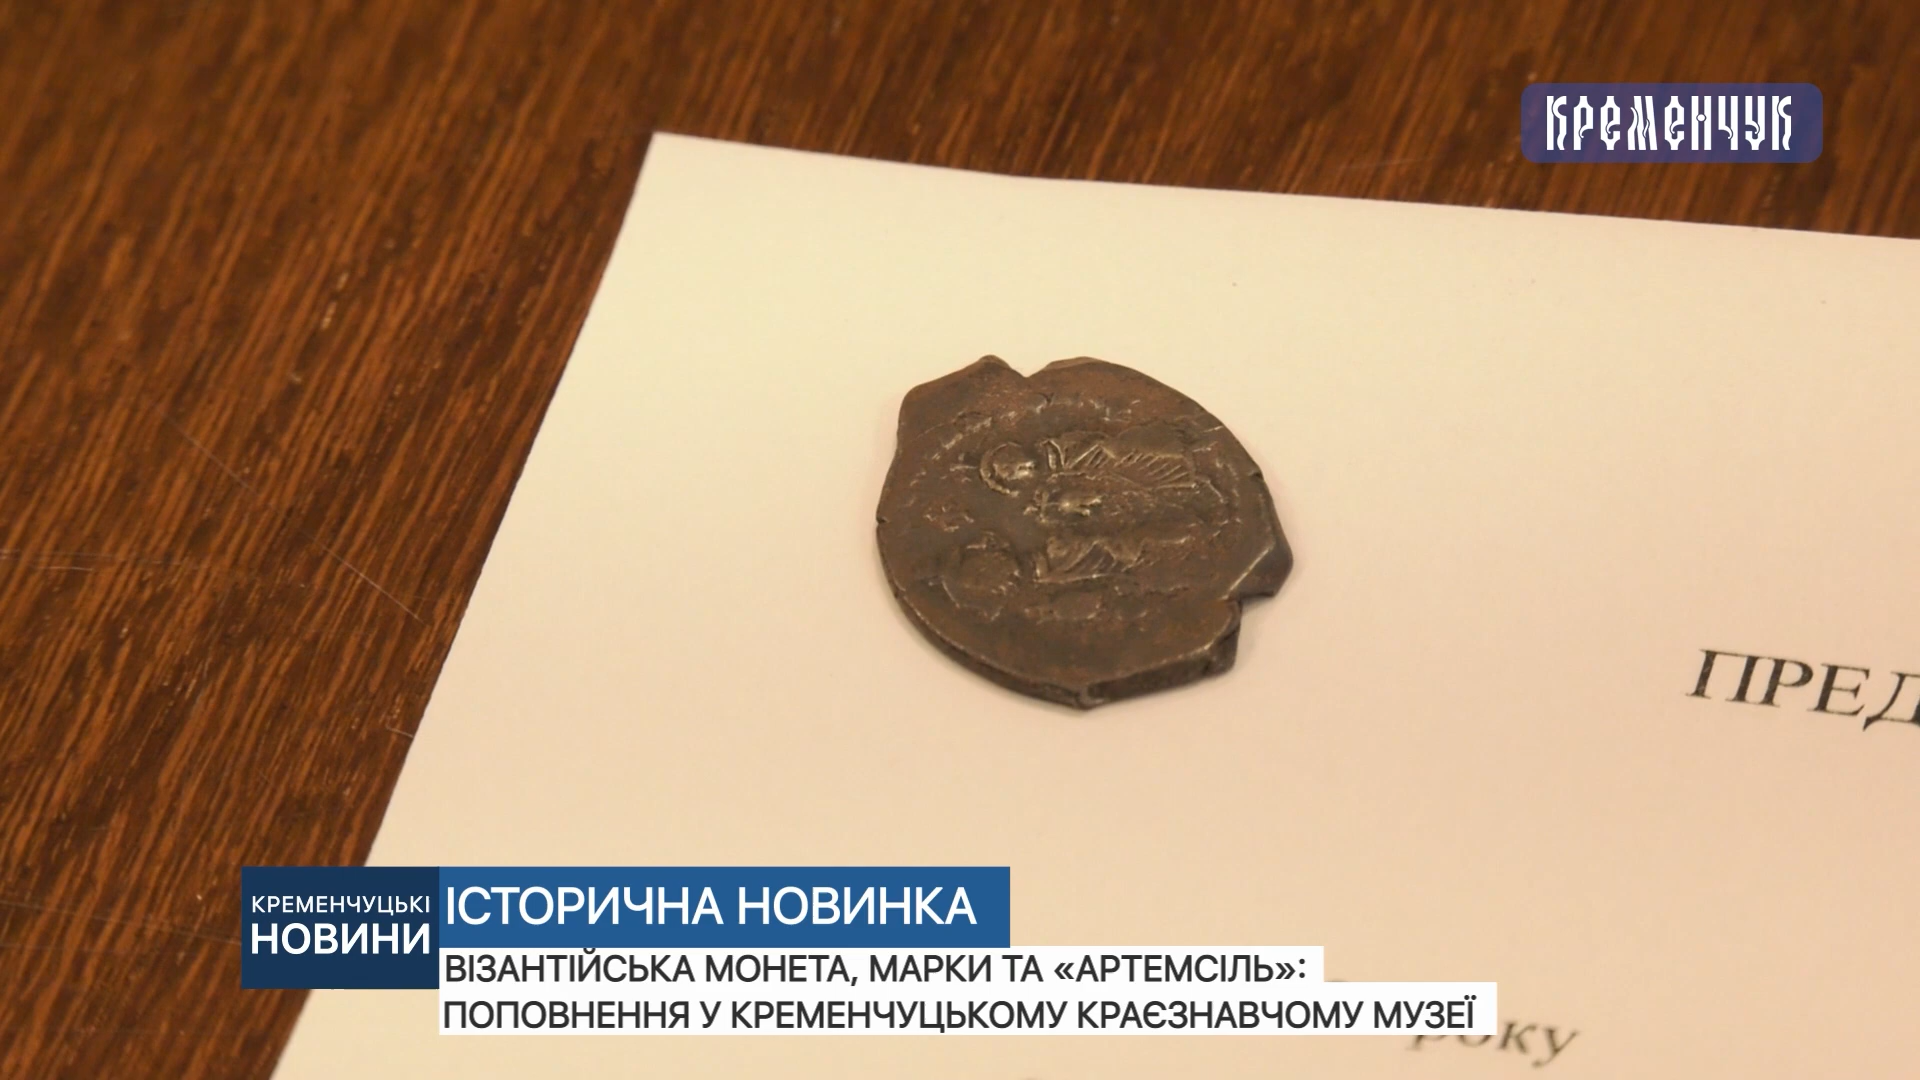 КРЕМЕНЧУК
ПРЕД
КРЕМЕНЧУЦЬКІ
НОВИНИ
ІСТОРИЧНА НОВИНКА
ВІЗАНТІЙСЬКА МОНЕТА, МАРКИ ТА «АРТЕМСІЛЬ»:
ПОПОВНЕННЯ У КРЕМЕНЧУЦЬКОМУ КРАЄЗНАВЧОМУ МУЗЕЇ
року